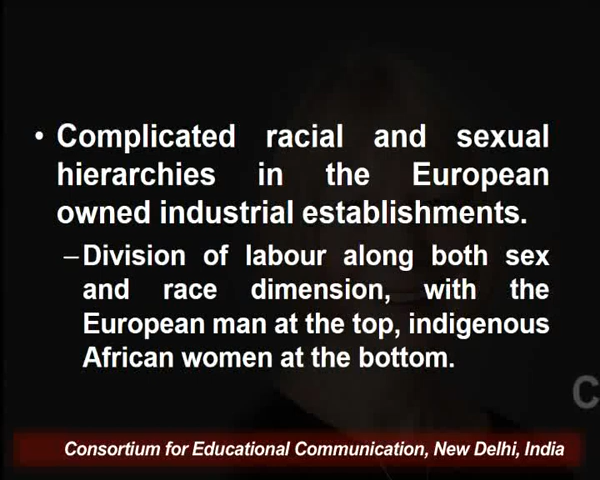 • Complicated racial and sexual
hierarchies in the European
owned industrial establishments.
–Division of labour along both sex
and race dimension, with the
European man at the top, indigenous
African women at the bottom.
C
Consortium for Educational Communication, New Delhi, India